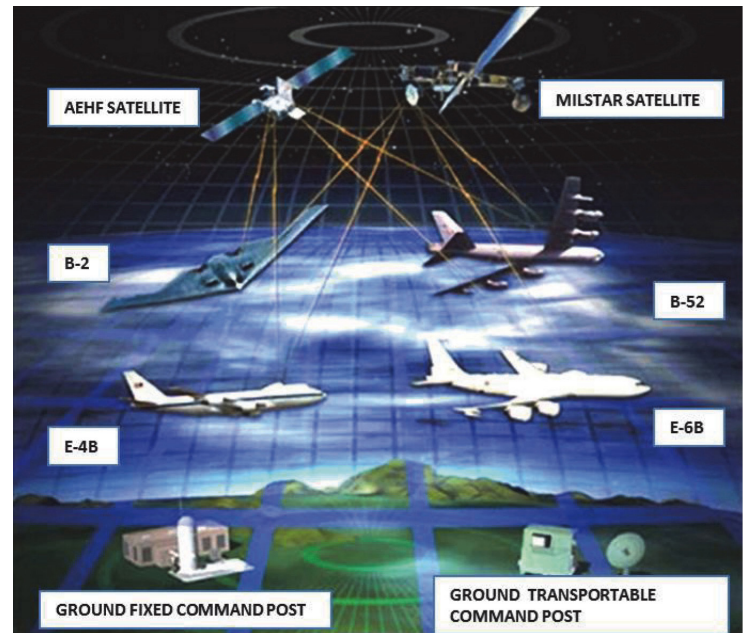 AEHF SATELLITE
MILSTAR SATELLITE
B-2
B-52
E-4B
E-6B
GROUND FIXED COMMAND POST
GROUND TRANSPORTABLE
COMMAND POST